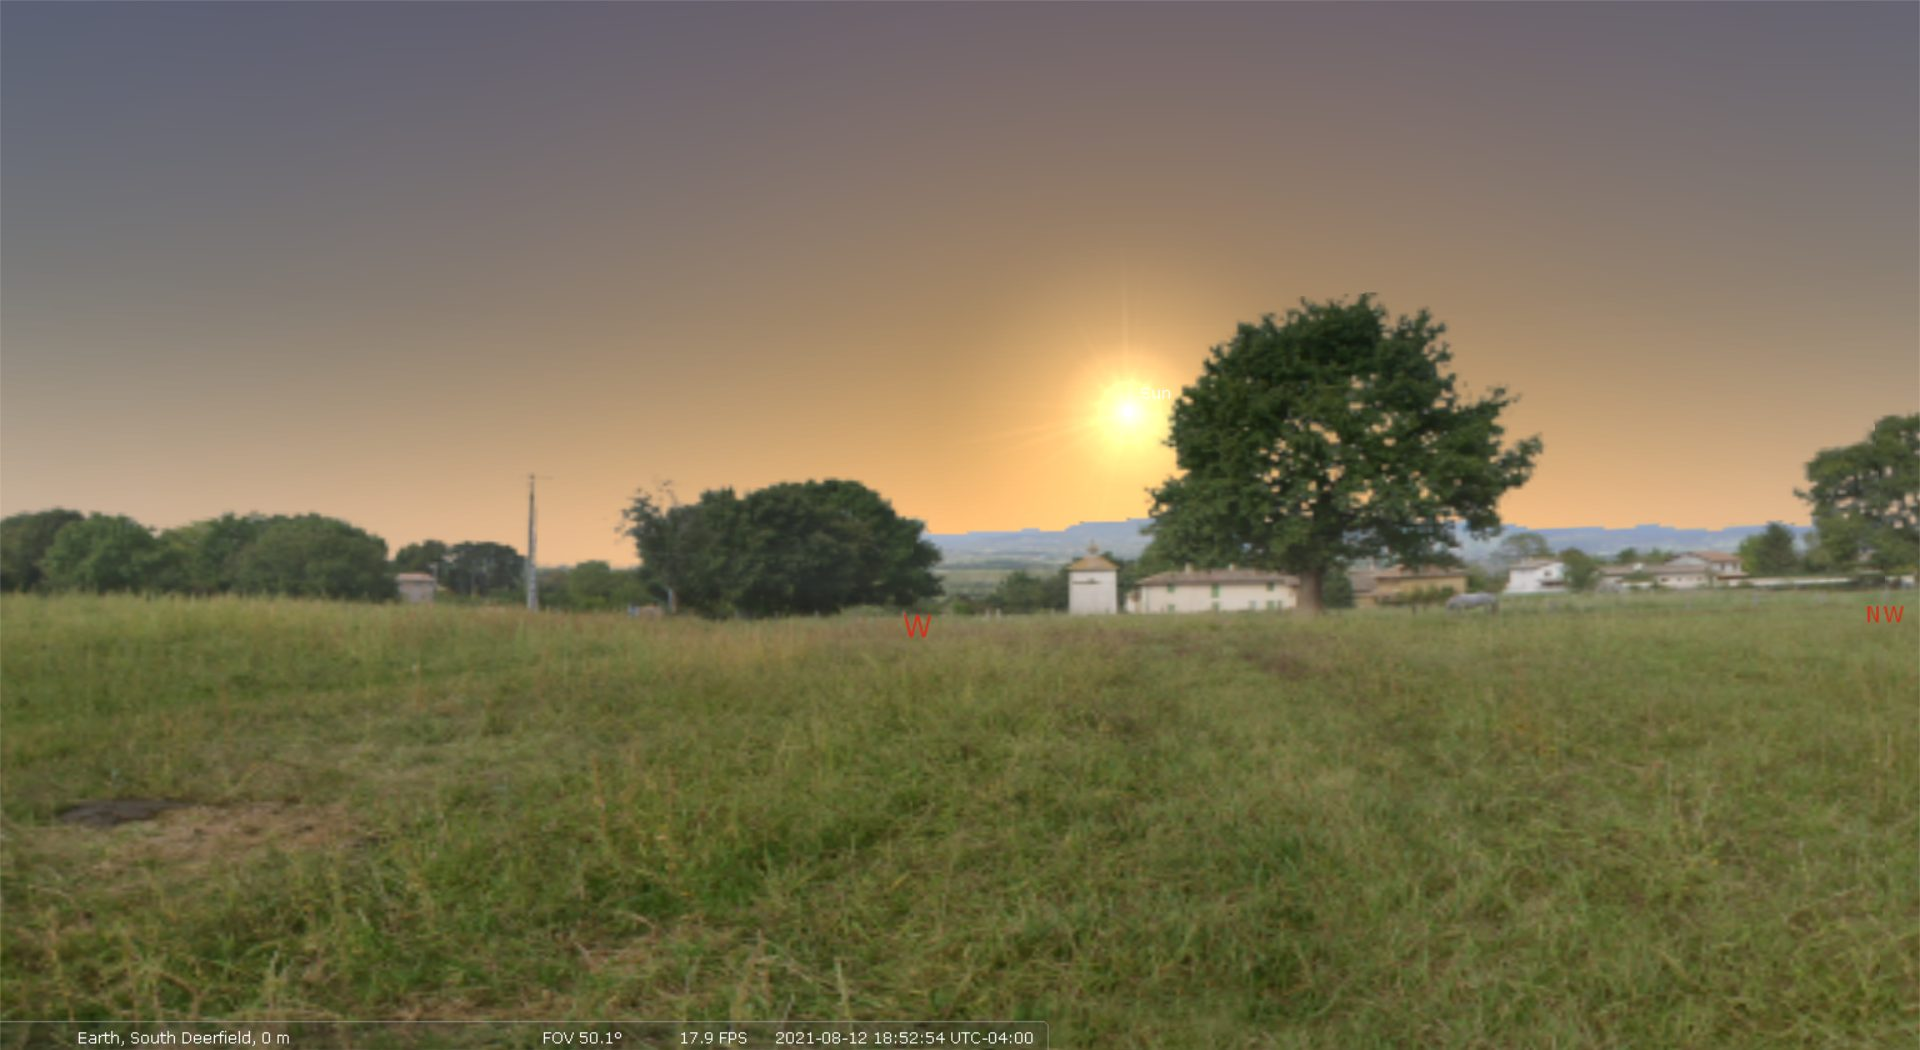 Sun
W
NW
Earth, South Deerfield, 0 m FOV 50.1° 17.9 FPS 2021-08-12 18:52:54 UTC-04:00